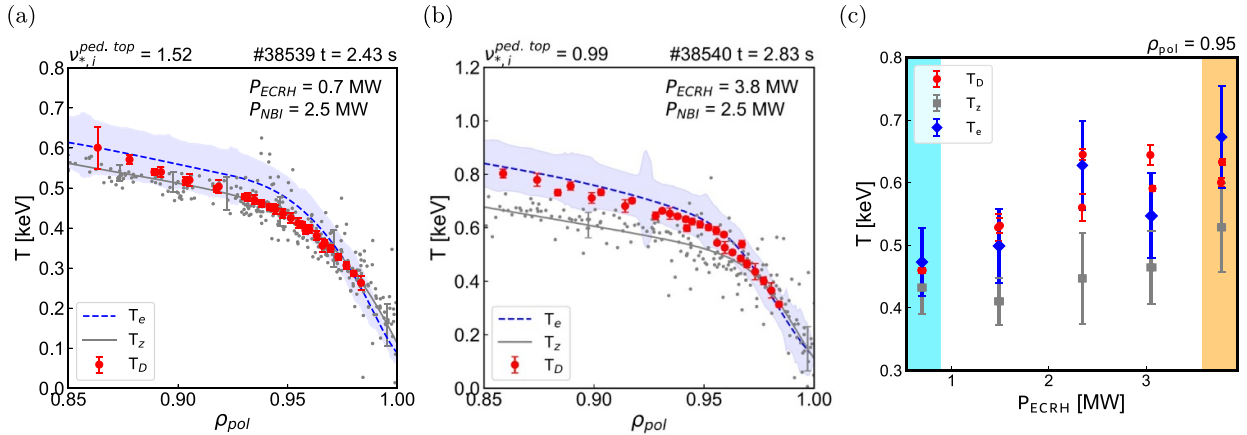 (a)
ν*,i^ped. top = 1.52 #38539 t = 2.43 s
P_ECRH = 0.7 MW
P_NBI = 2.5 MW
T [keV]
0.8
0.7
0.6
0.5
0.4
0.3
0.2
0.1
0.0
T_e
T_z
T_D
0.85 0.90 0.95 1.00
ρ_pol
(b)
ν*,i^ped. top = 0.99 #38540 t = 2.83 s
P_ECRH = 3.8 MW
P_NBI = 2.5 MW
T [keV]
1.2
1.0
0.8
0.6
0.4
0.2
0.0
T_e
T_z
T_D
0.85 0.90 0.95 1.00
ρ_pol
(c)
ρ_pol = 0.95
T_D
T_z
T_e
T [keV]
0.8
0.7
0.6
0.5
0.4
0.3
1 2 3
P_ECRH [MW]